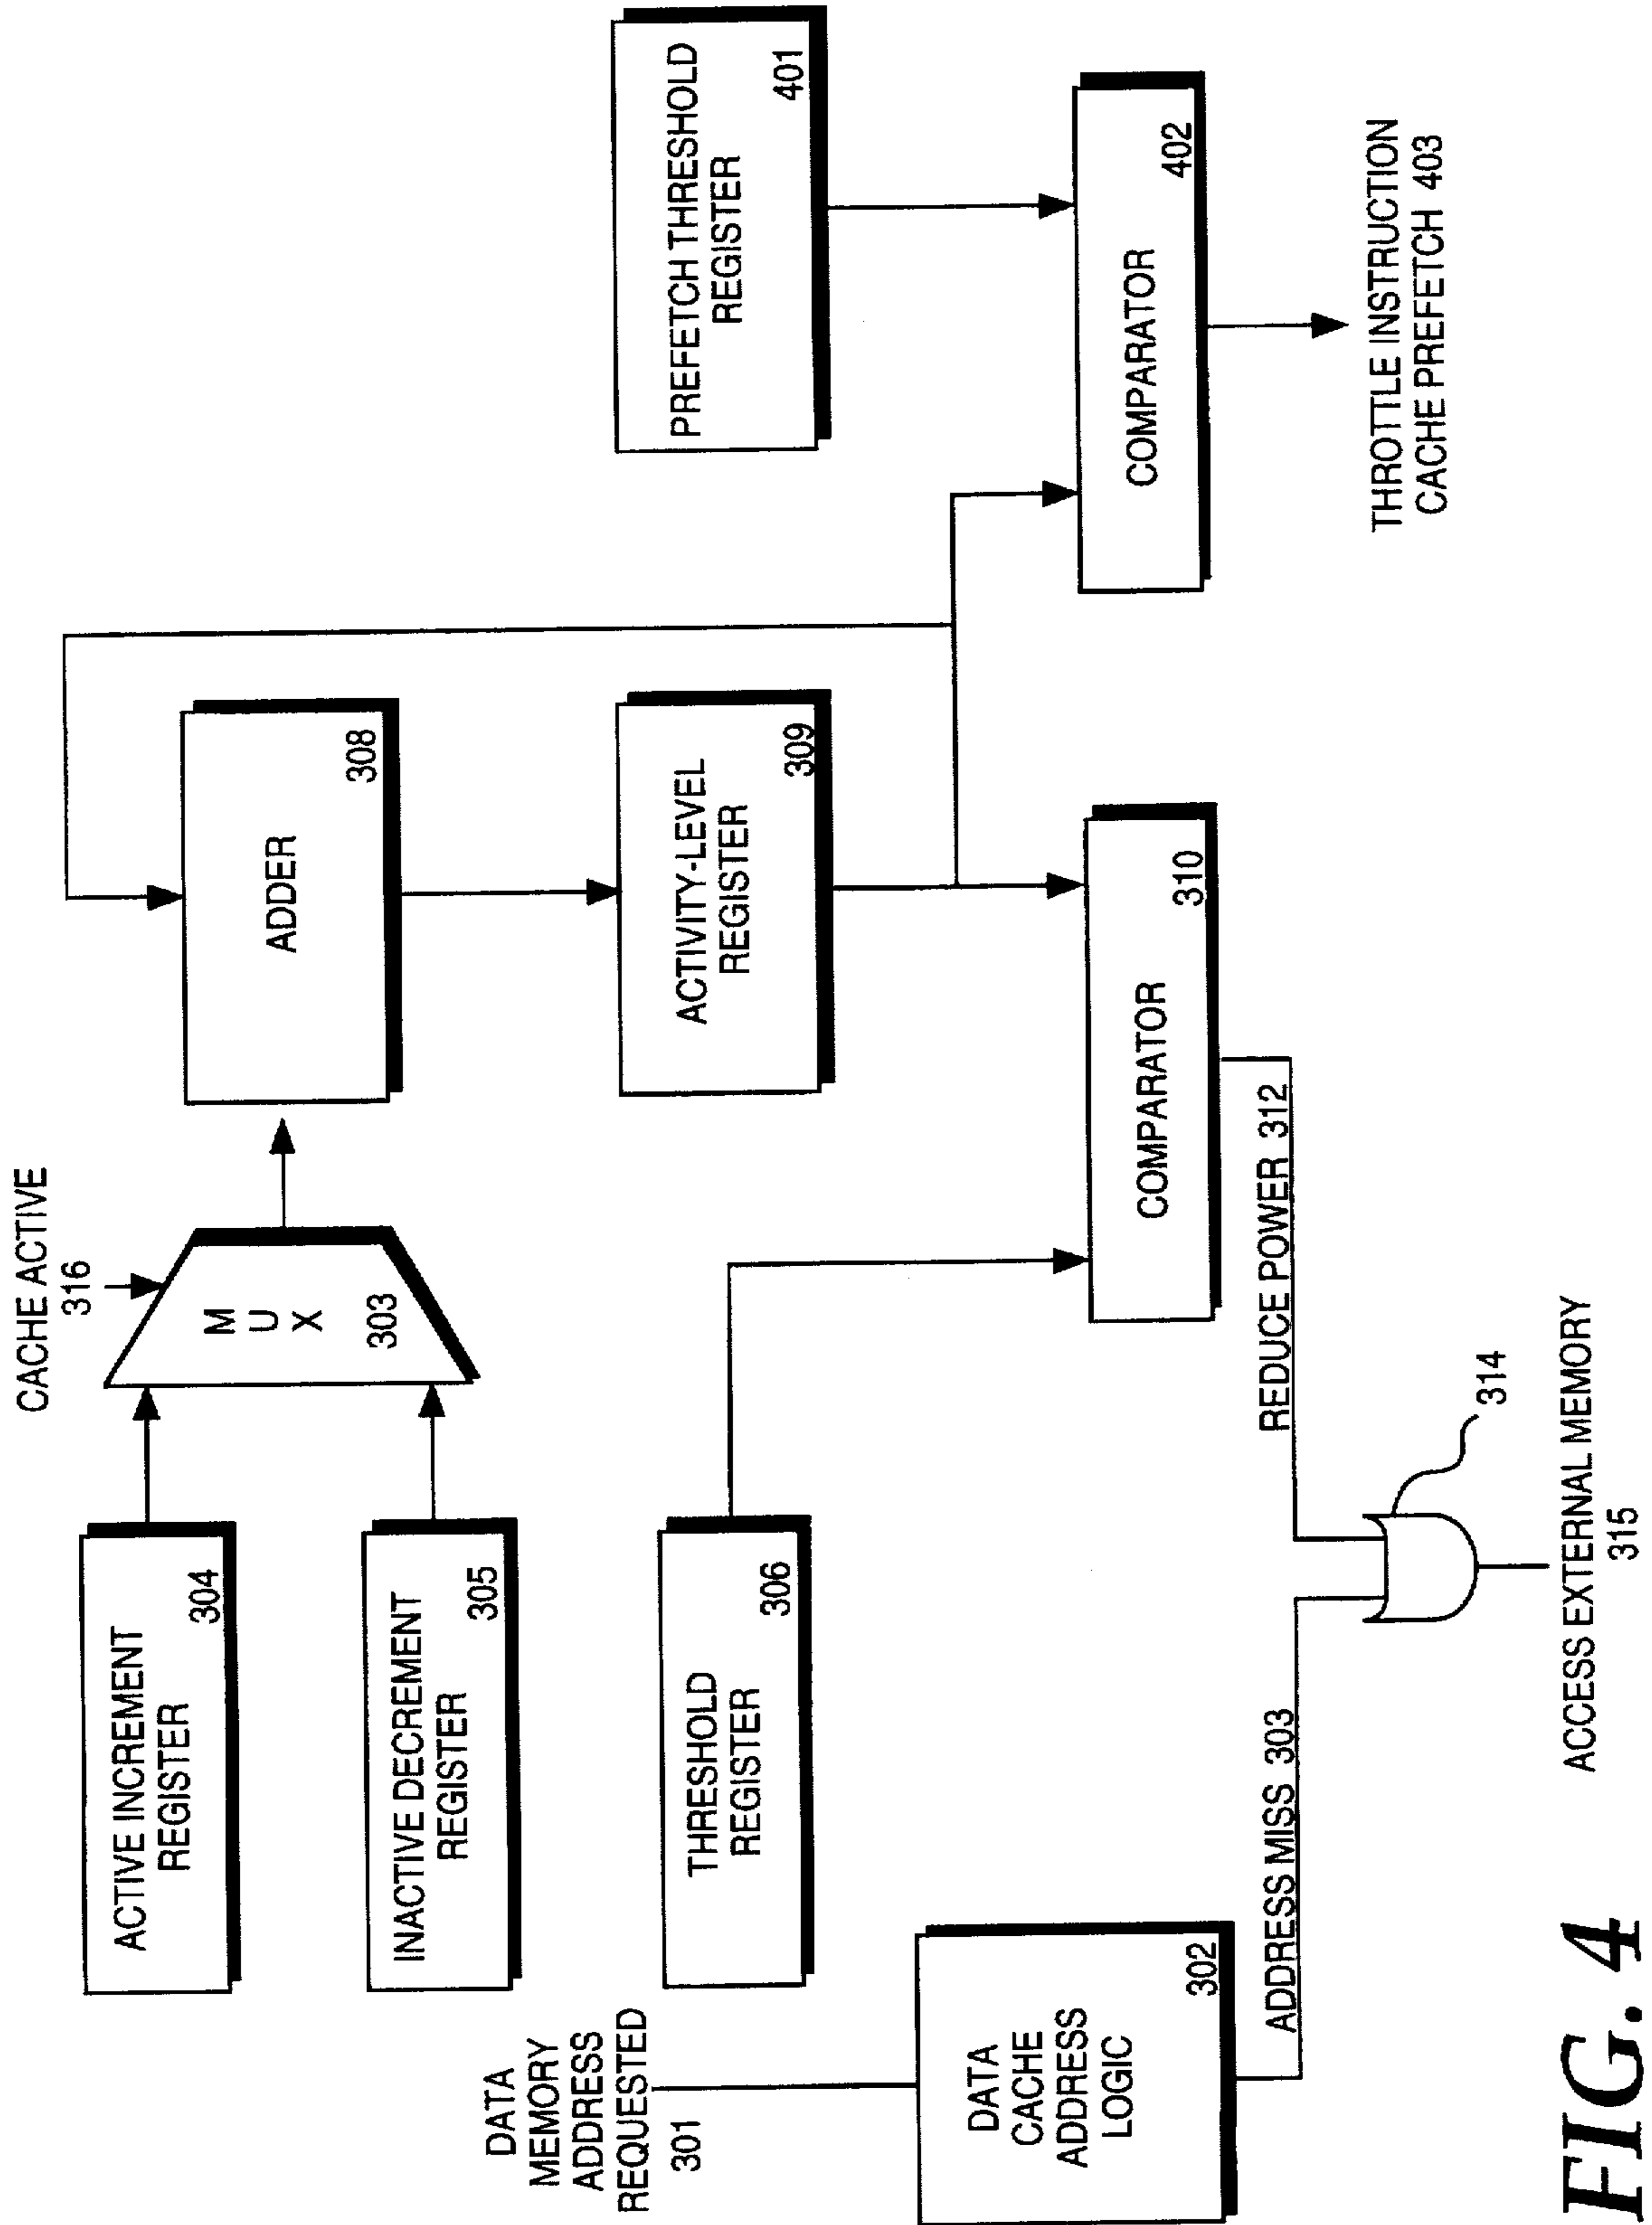 CACHE ACTIVE
316
ACTIVE INCREMENT
REGISTER
304
INACTIVE DECREMENT
REGISTER
305
M
U
X
303
ADDER
308
THRESHOLD
REGISTER
306
ACTIVITY-LEVEL
REGISTER
309
PREFETCH THRESHOLD
REGISTER
401
DATA
MEMORY
ADDRESS
REQUESTED
301
DATA
CACHE
ADDRESS
LOGIC
302
COMPARATOR
310
COMPARATOR
402
ADDRESS MISS 303
REDUCE POWER 312
314
THROTTLE INSTRUCTION
CACHE PREFETCH 403
ACCESS EXTERNAL MEMORY
315
FIG. 4